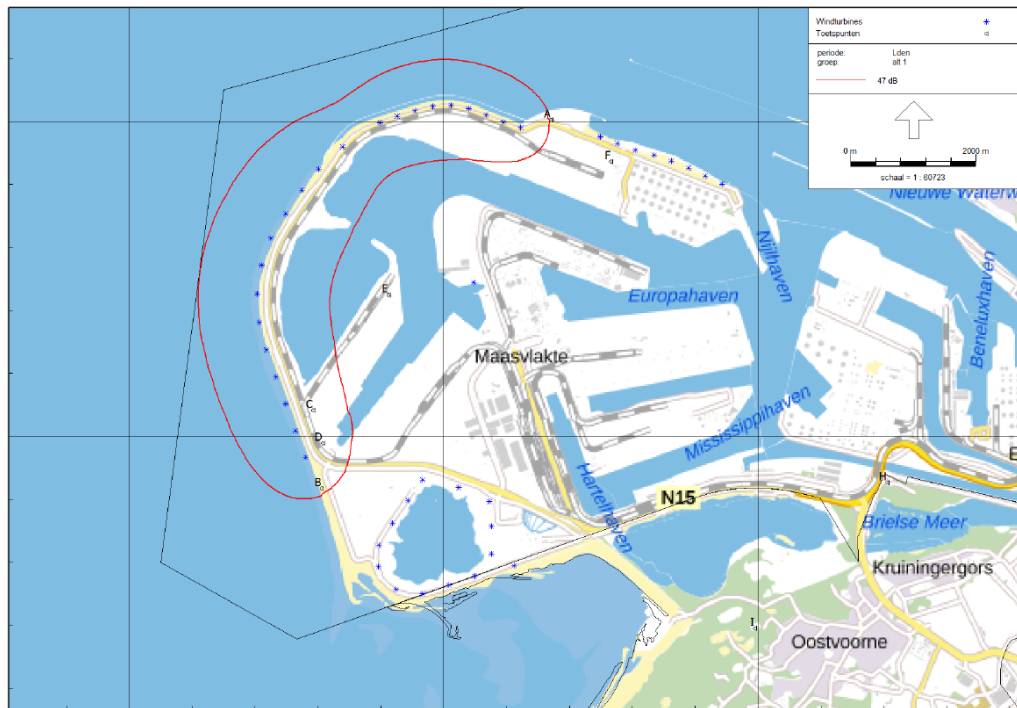 Windturbines
Toetspunten
periode: Lden
groep: alt 1
47 dB
0 m 2000 m
schaal = 1 : 60723
Nieuwe Waterw
A
F
Nijlhaven
Beneluxhaven
E
Europahaven
Maasvlakte
Mississippihaven
C
D
B
Hartelhaven
N15
H
E
Brielse Meer
Kruiningergors
I
Oostvoorne